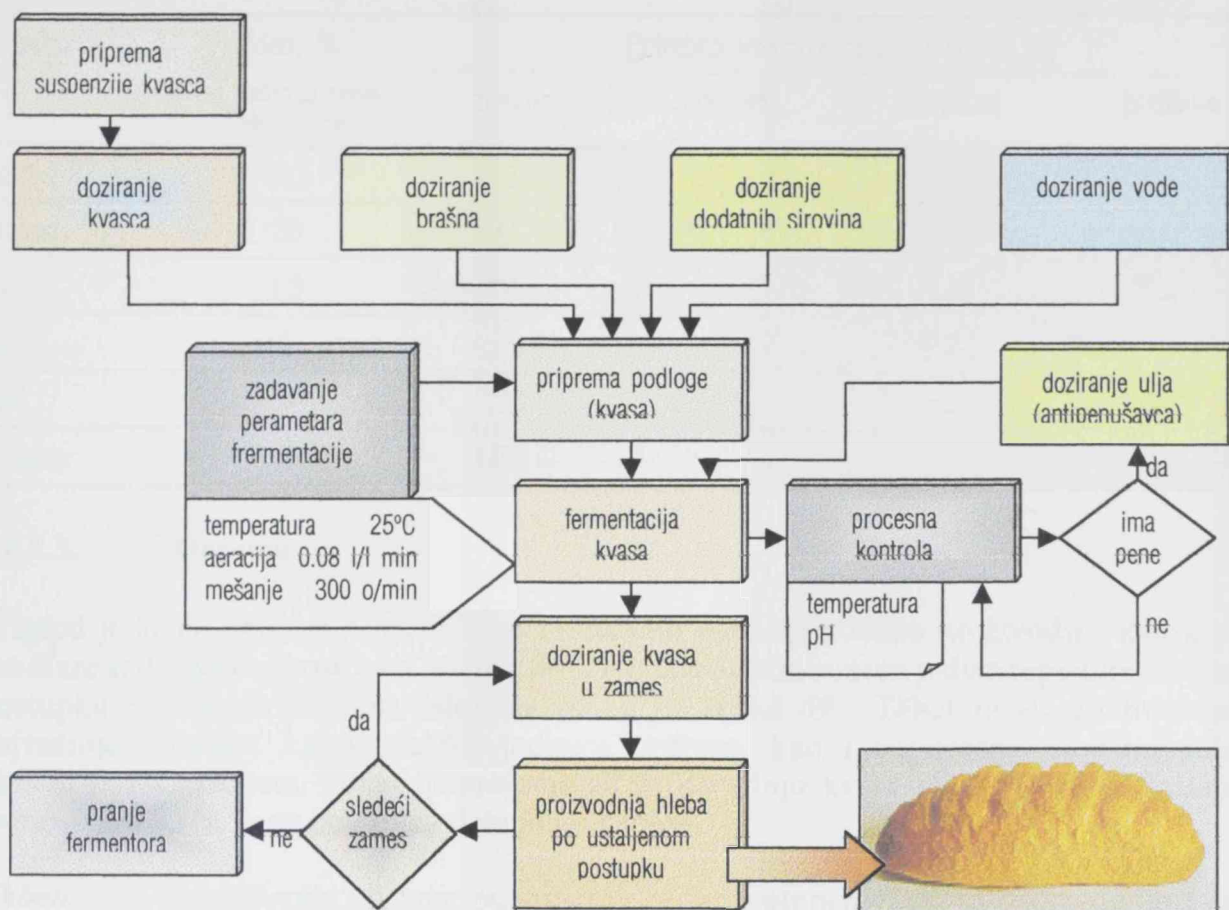 priprema
suspenzije kvasca
doziranje
kvasca
doziranje
brašna
doziranje
dodatnih sirovina
doziranje vode
zadavanje
perametara
frermentacije
priprema podloge
(kvasa)
doziranje ulja
(antipenušavca)
da
temperatura 25ºC
aeracija 0.08 l/l min
mešanje 300 o/min
fermentacija
kvasa
procesna
kontrola
ima
pene
temperatura
pH
ne
doziranje kvasa
u zames
da
pranje
fermentora
ne
sledeći
zames
proizvodnja hleba
po ustaljenom
postupku